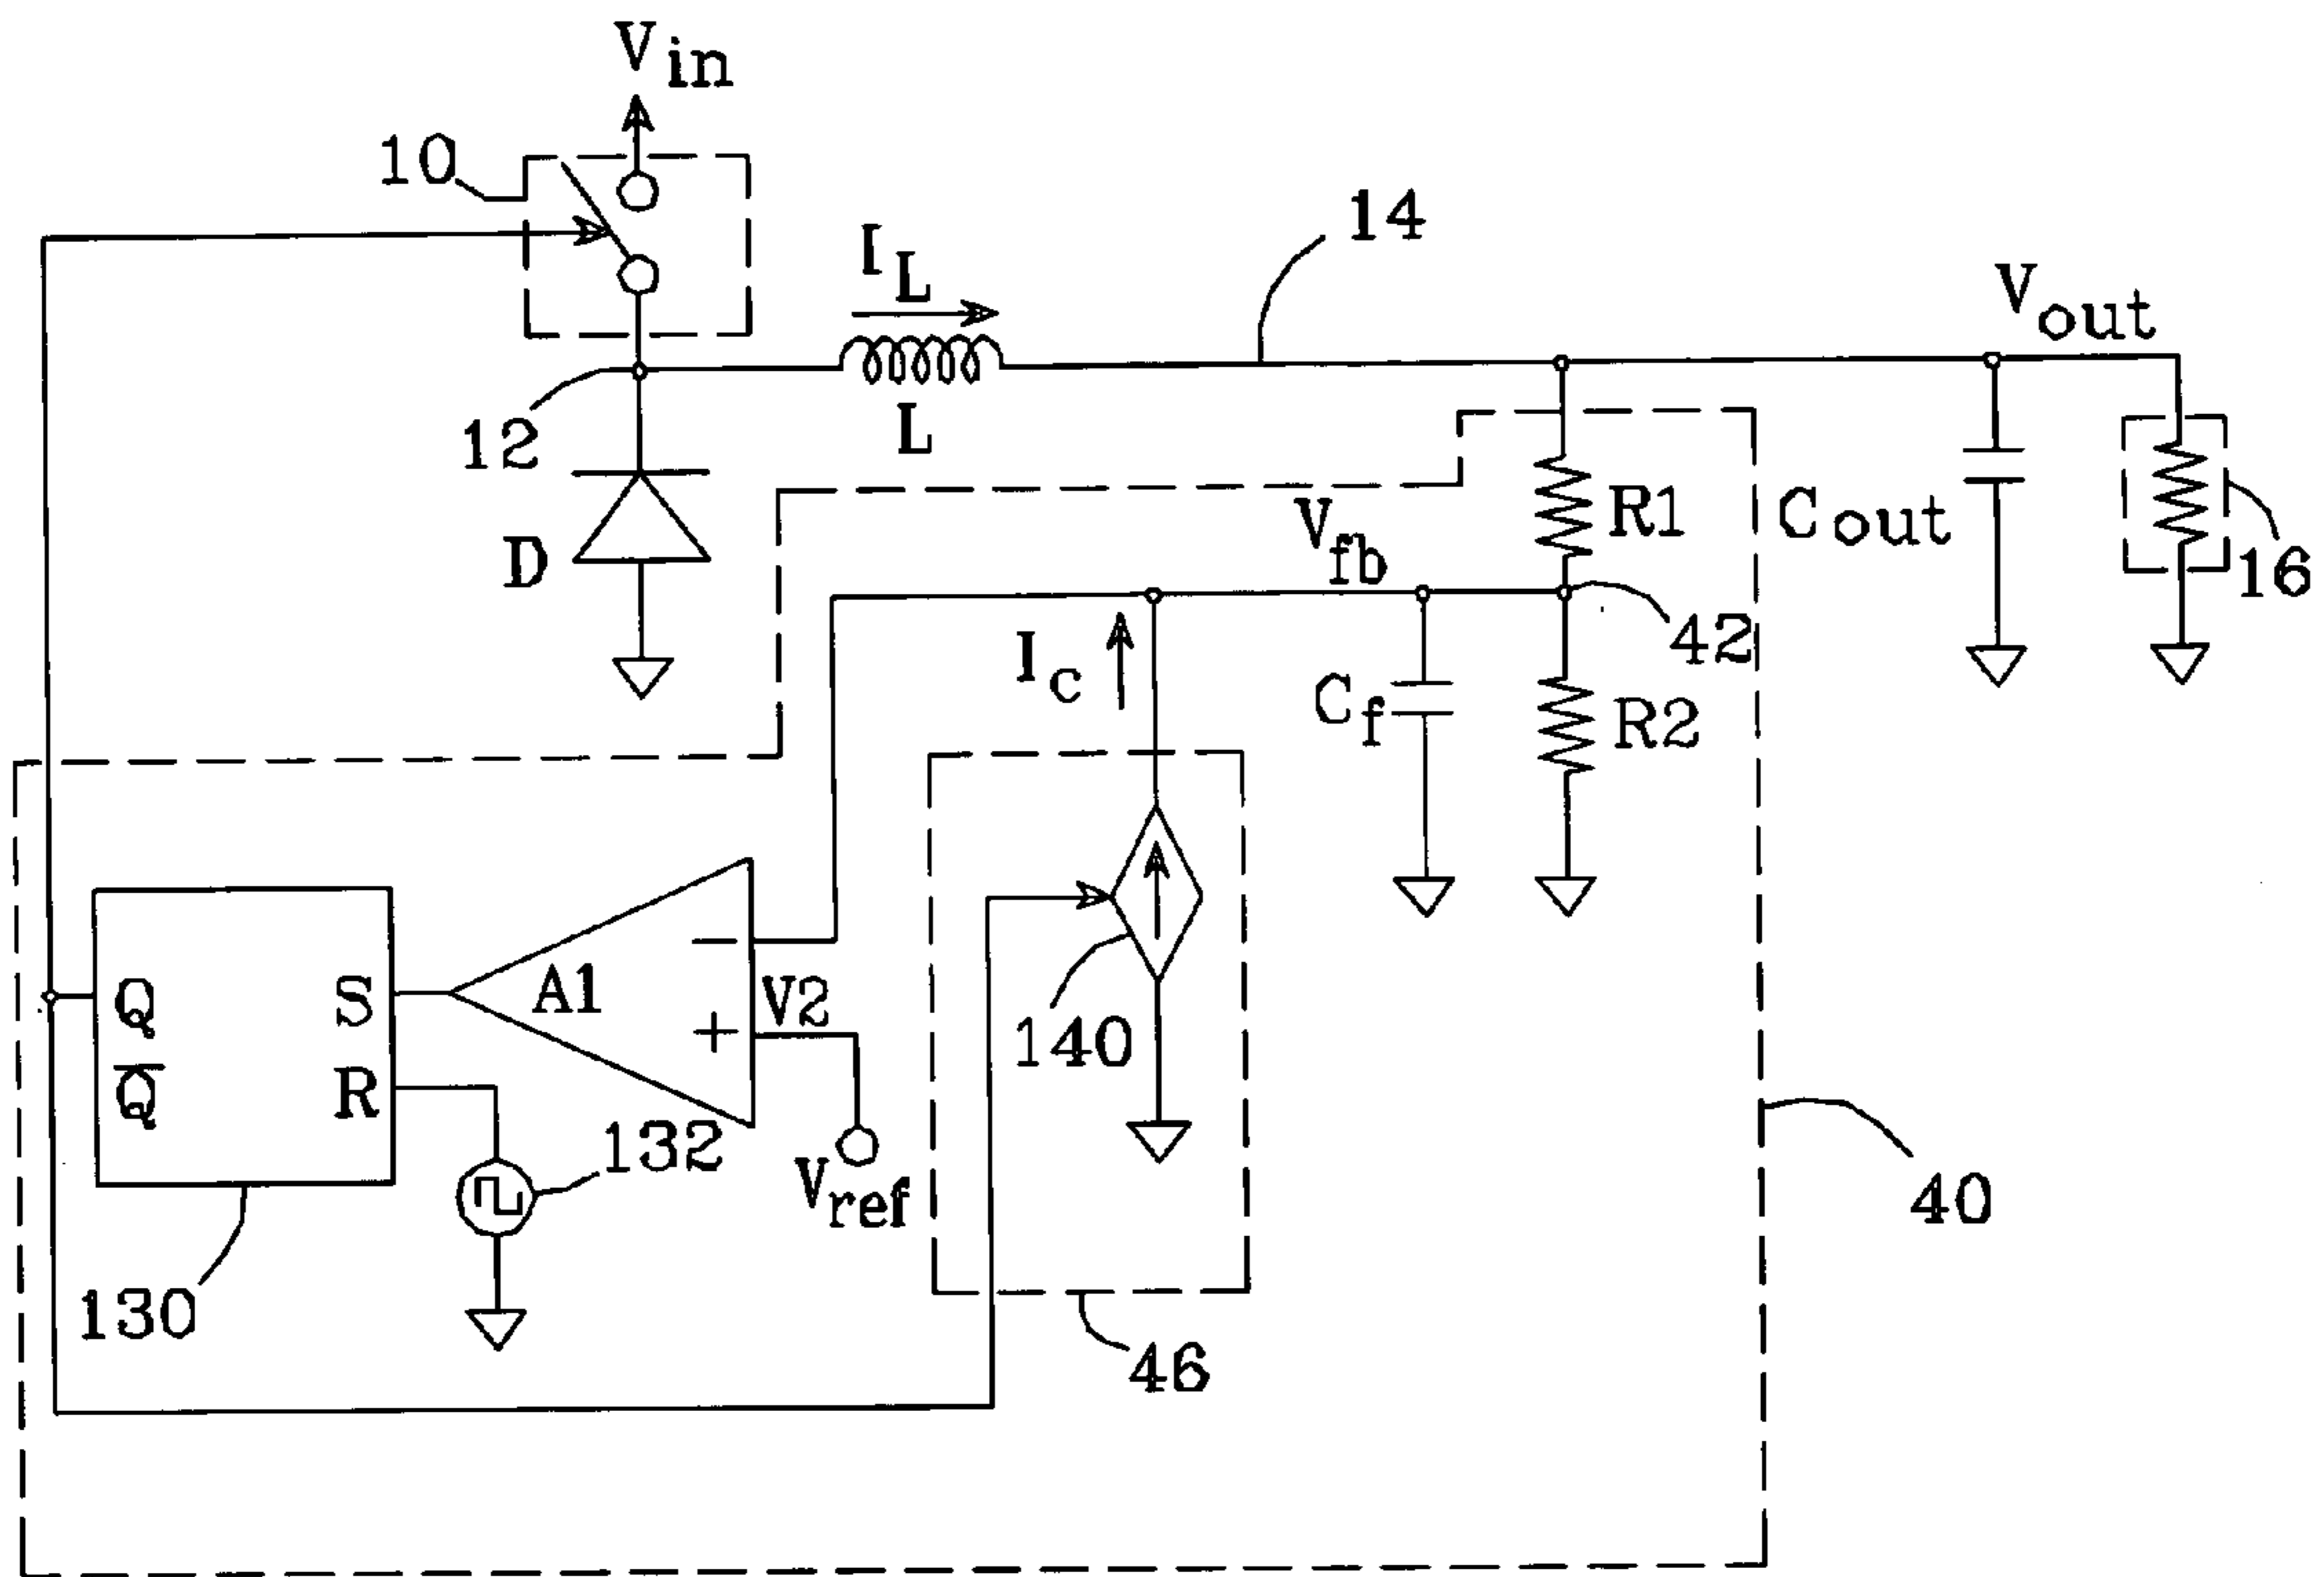 Vin
10
14
IL
Vout
12
L
Vfb
R1
Cout
D
16
42
Ic
Cf
R2
−
Q
S
A1
V2
+
140
Q̅
R
132
Vref
40
130
46